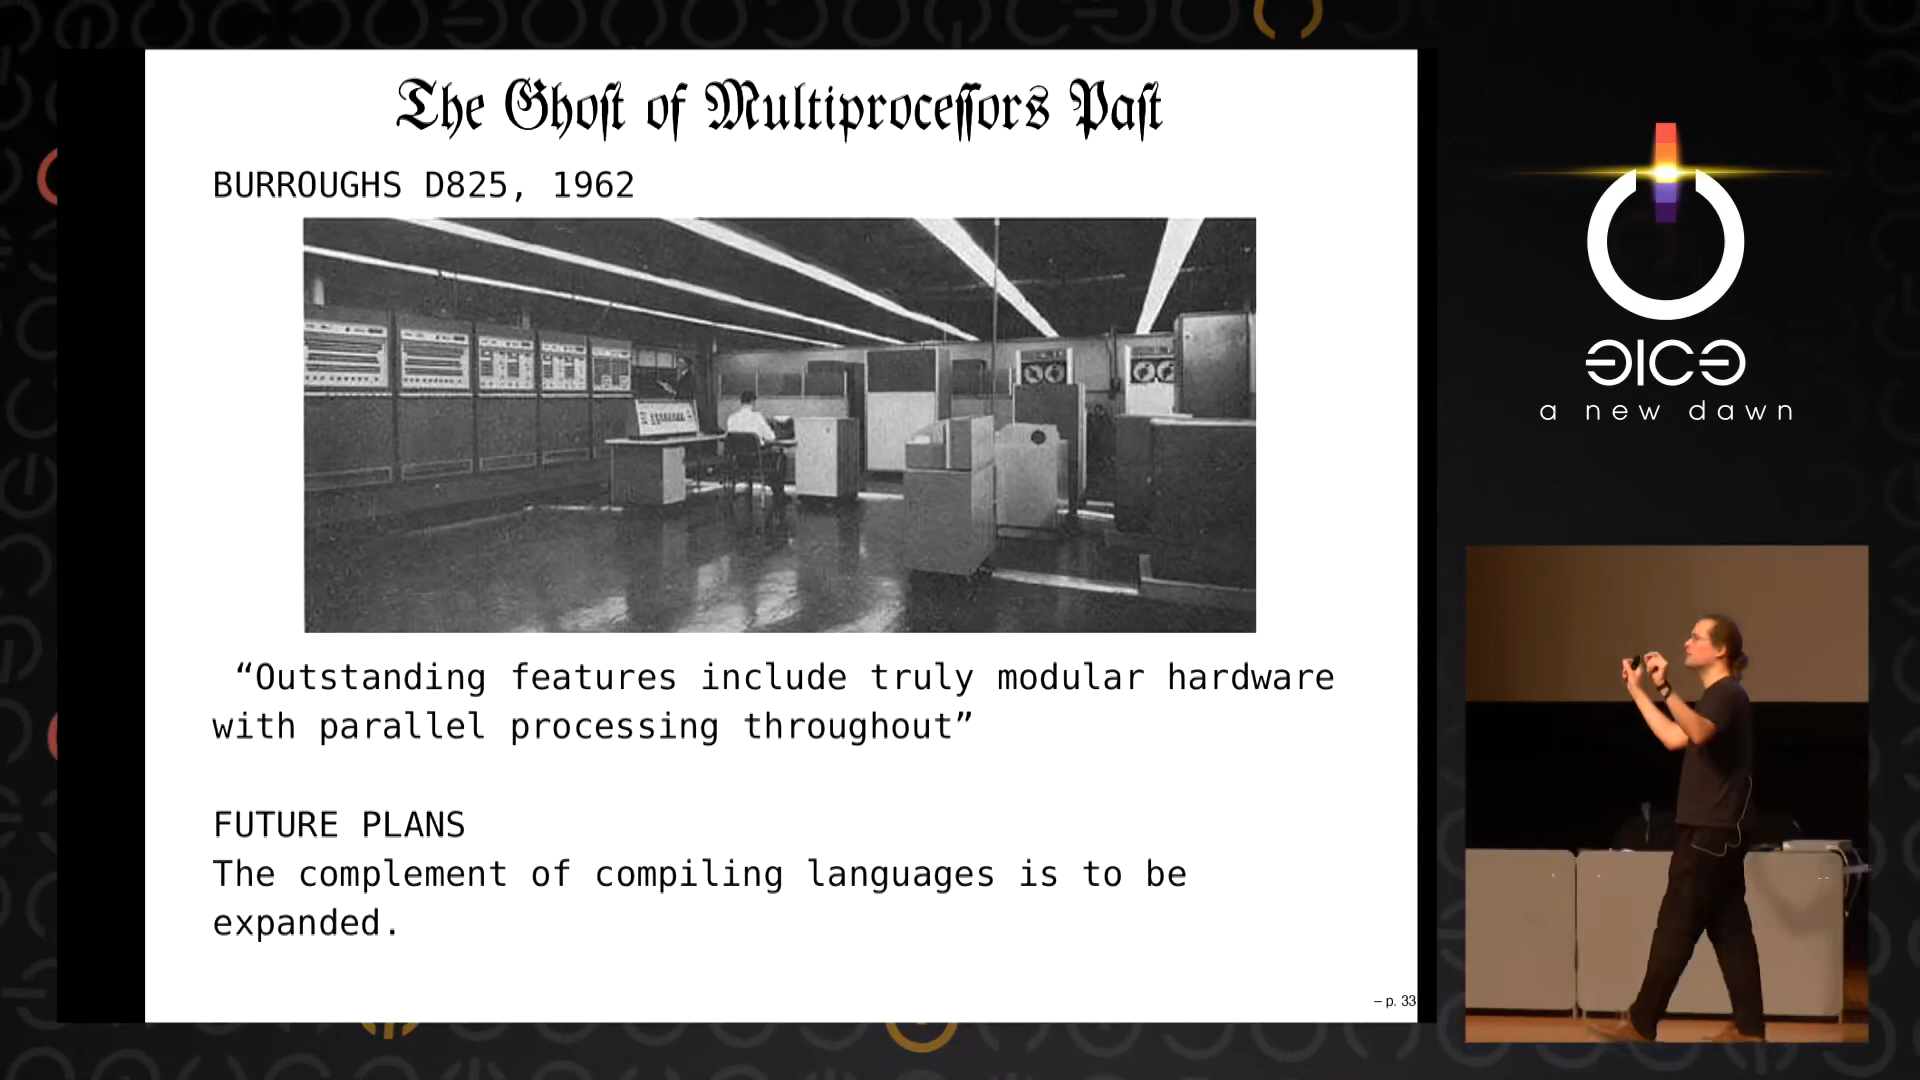 The Ghoſt of Multiproceſſors Paſt
BURROUGHS D825, 1962
“Outstanding features include truly modular hardware
with parallel processing throughout”
FUTURE PLANS
The complement of compiling languages is to be
expanded.
– p. 33
31C3
a new dawn